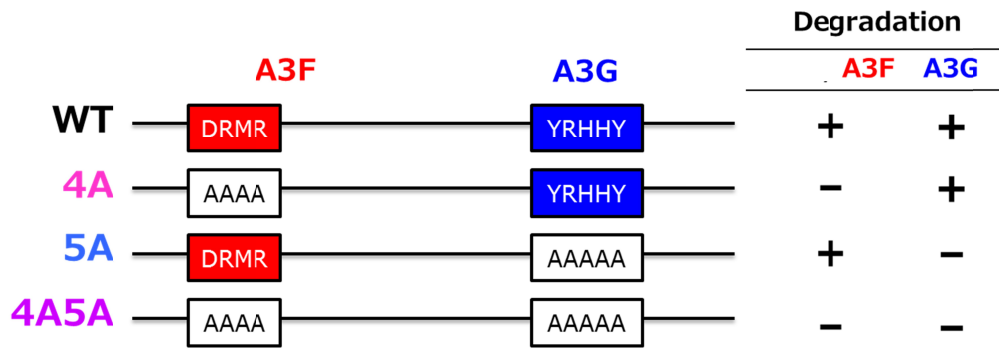 Degradation
A3F A3G A3F A3G
WT DRMR YRHHY + +
4A AAAA YRHHY – +
5A DRMR AAAAA + –
4A5A AAAA AAAAA – –